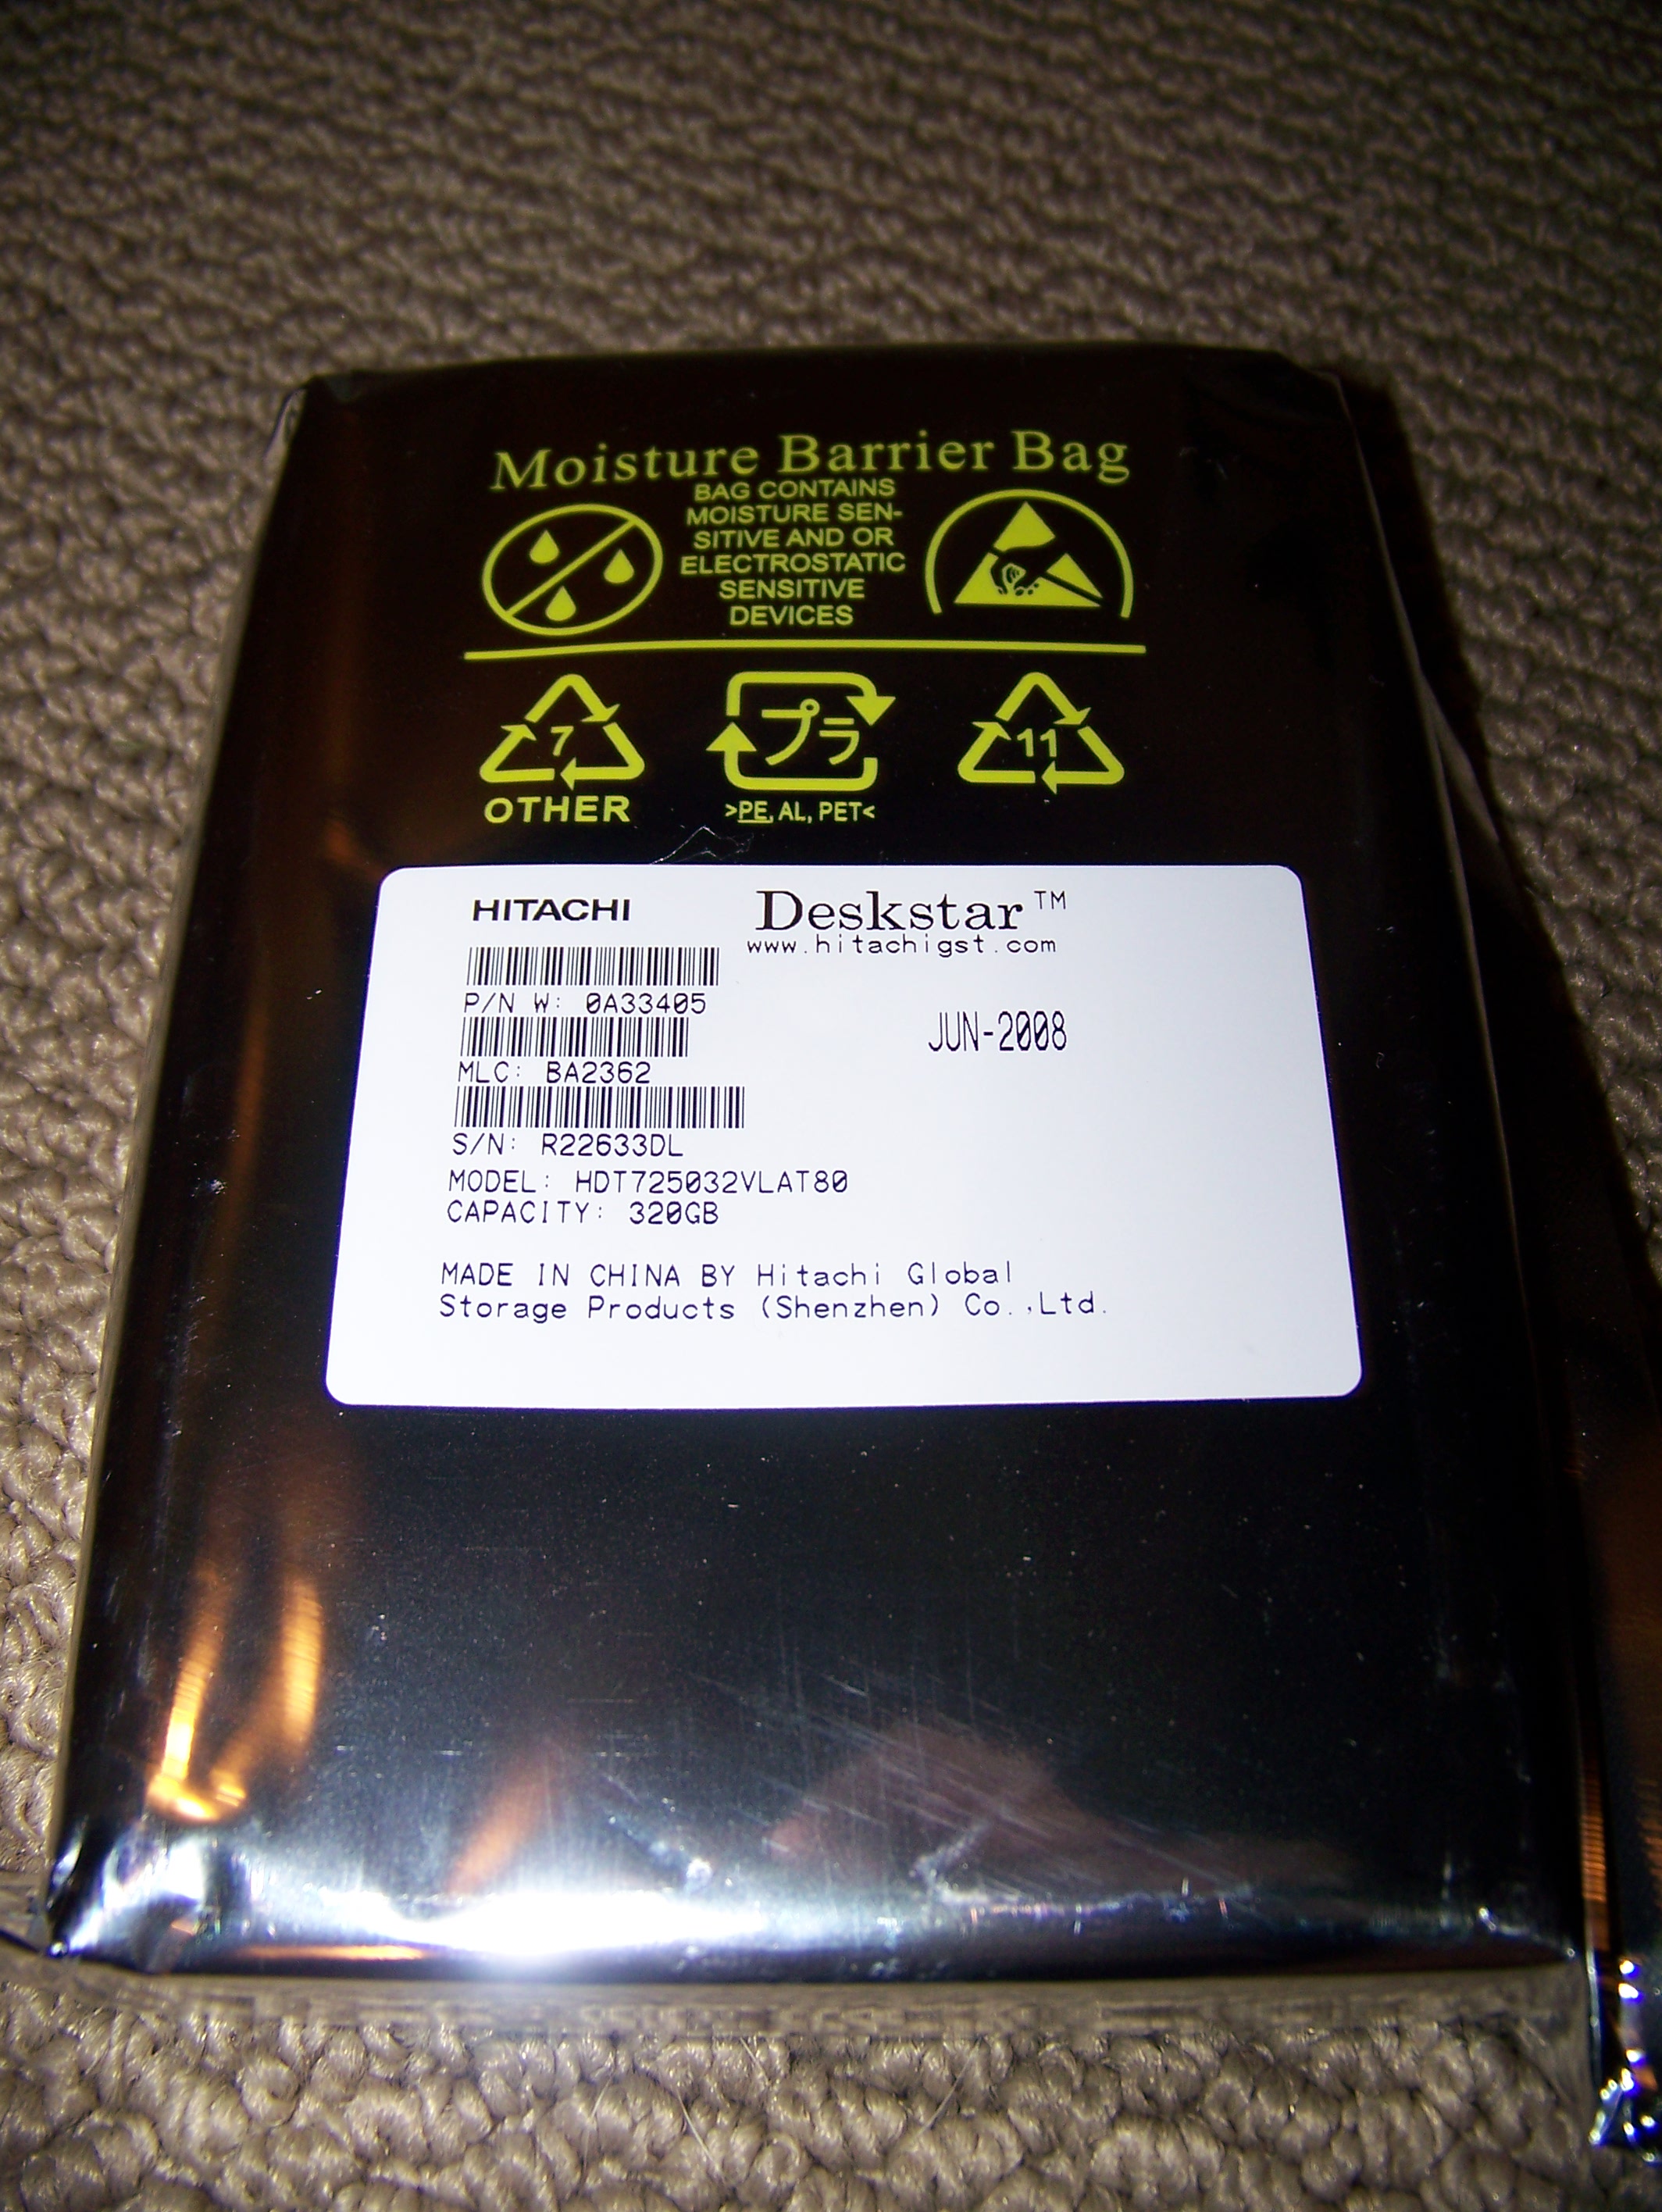 Moisture Barrier Bag
BAG CONTAINS
MOISTURE SEN-
SITIVE AND OR
ELECTROSTATIC
SENSITIVE
DEVICES
7
プラ
11
OTHER
>PE, AL, PET<
HITACHI
Deskstar™
www.hitachigst.com
P/N W: 0A33405
JUN-2008
MLC: BA2362
S/N: R22633DL
MODEL: HDT725032VLAT80
CAPACITY: 320GB
MADE IN CHINA BY Hitachi Global
Storage Products (Shenzhen) Co.,Ltd.